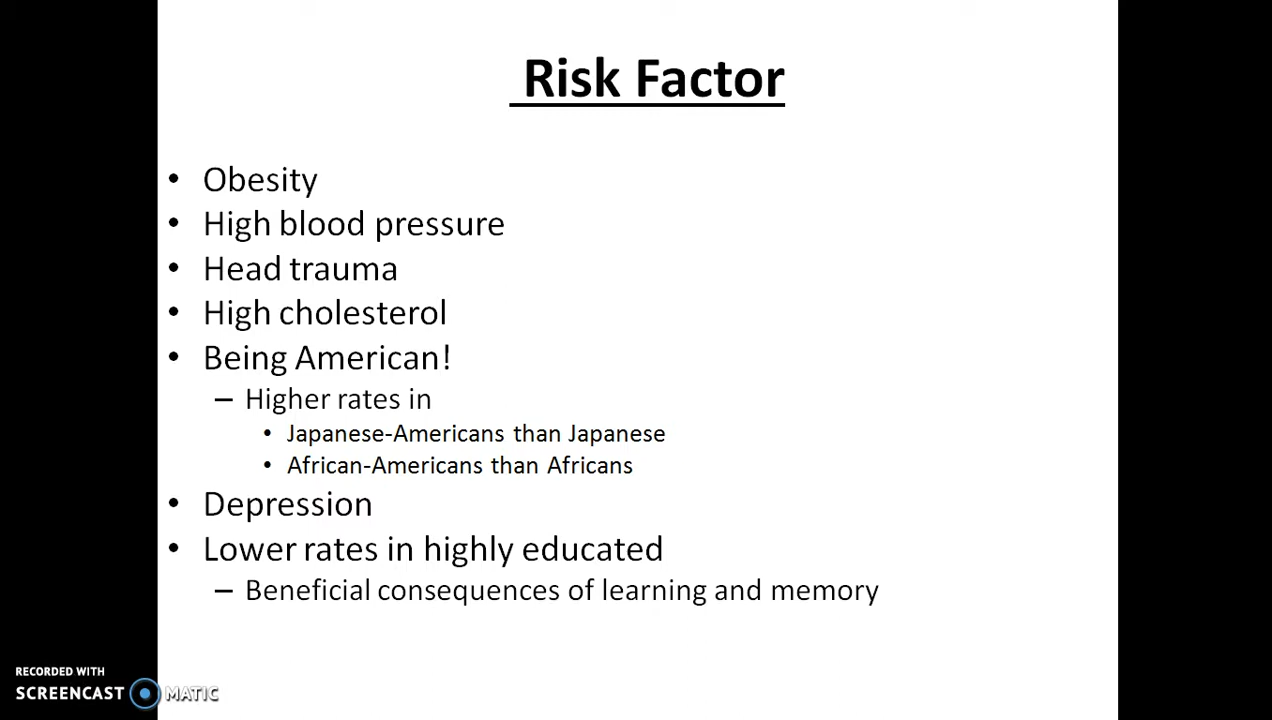 Risk Factor
• Obesity
• High blood pressure
• Head trauma
• High cholesterol
• Being American!
– Higher rates in
• Japanese-Americans than Japanese
• African-Americans than Africans
• Depression
• Lower rates in highly educated
– Beneficial consequences of learning and memory
RECORDED WITH
SCREENCAST MATIC